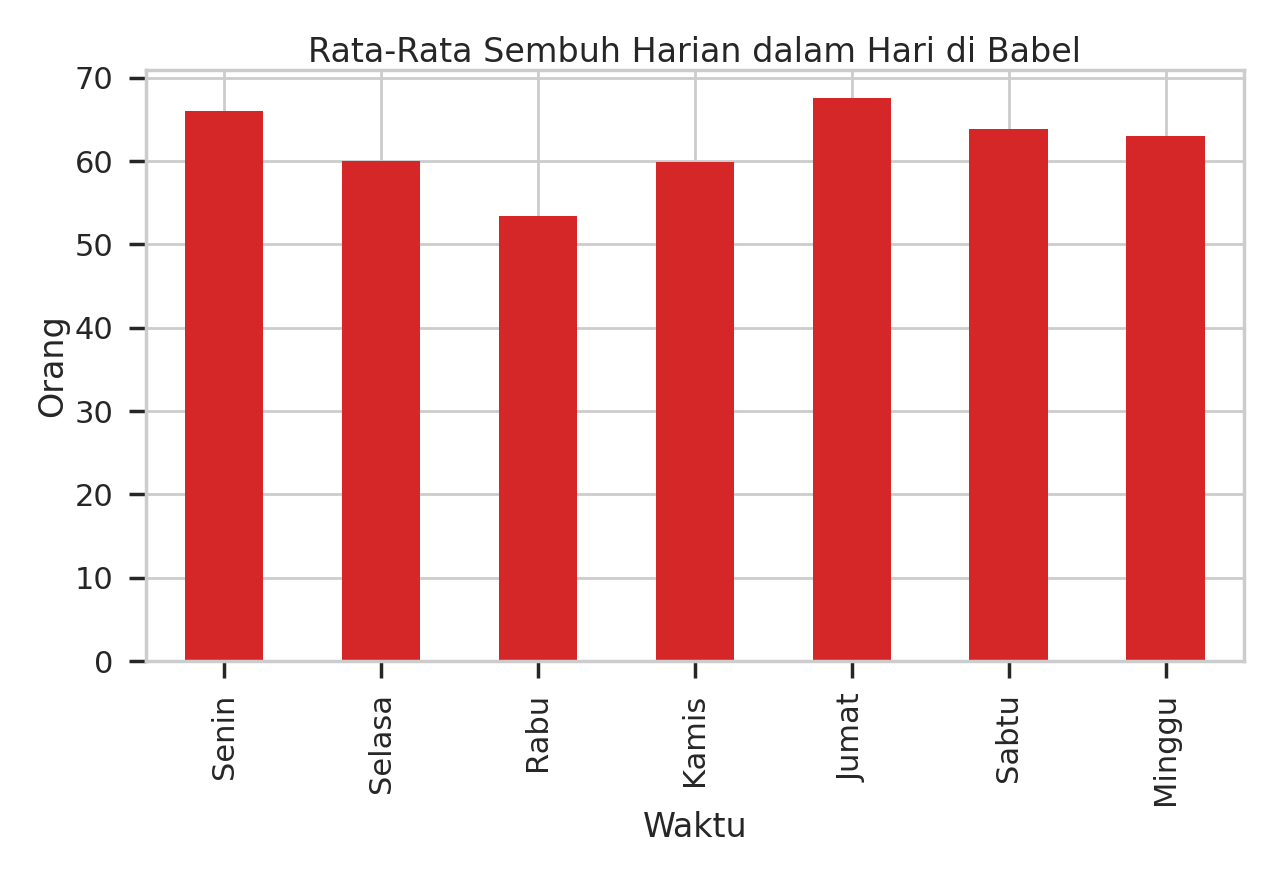 Rata-Rata Sembuh Harian dalam Hari di Babel
70
60
50
40
30
20
10
0
Orang
Senin
Selasa
Rabu
Kamis
Jumat
Sabtu
Minggu
Waktu